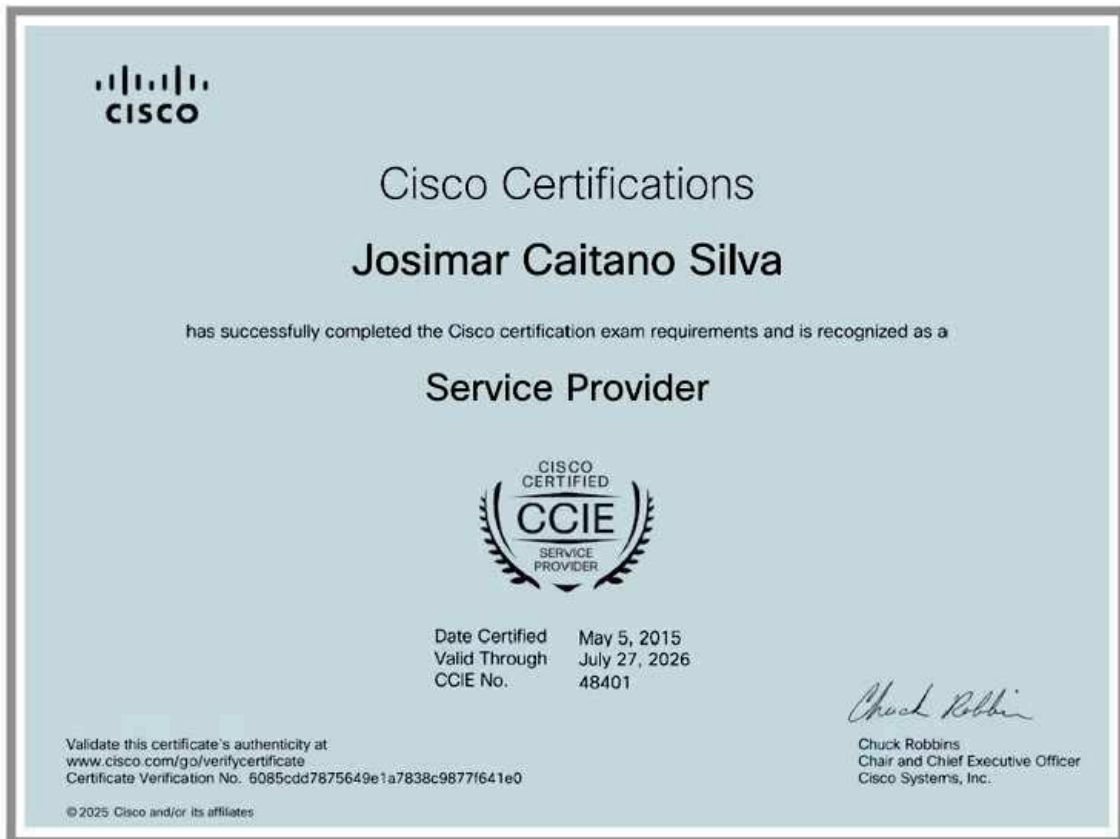 CISCO
Cisco Certifications
Josimar Caitano Silva
has successfully completed the Cisco certification exam requirements and is recognized as a
Service Provider
CISCO
CERTIFIED
CCIE
SERVICE
PROVIDER
Date Certified May 5, 2015
Valid Through July 27, 2026
CCIE No. 48401
Chuck Robbins
Validate this certificate's authenticity at
www.cisco.com/go/verifycertificate
Certificate Verification No. 6085cdd7875649e1a7838c9877f641e0
© 2025 Cisco and/or its affiliates
Chuck Robbins
Chair and Chief Executive Officer
Cisco Systems, Inc.